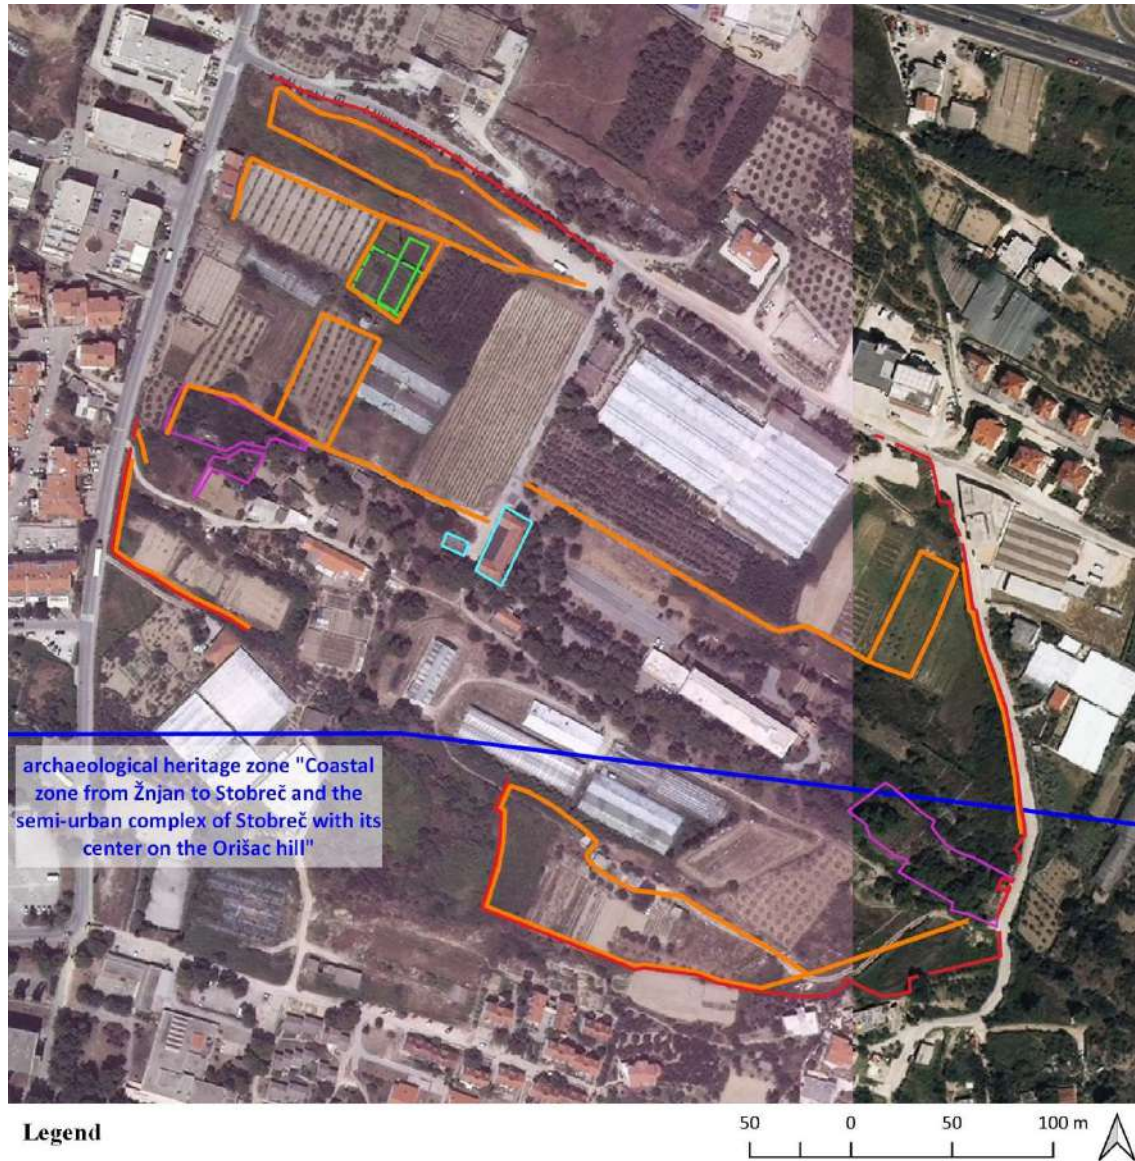 archaeological heritage zone "Coastal
zone from Žnjan to Stobreč and the
semi-urban complex of Stobreč with its
center on the Orišac hill"
Legend
50 0 50 100 m